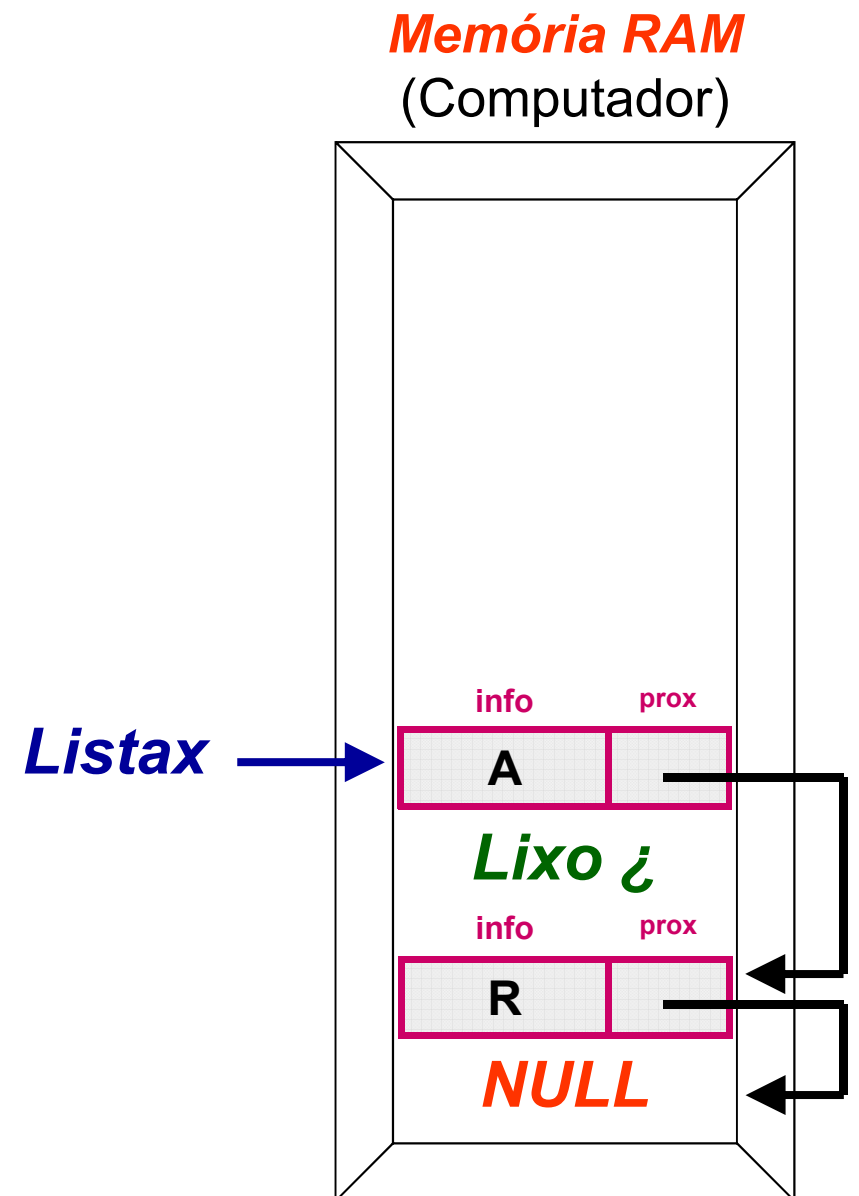 Memória RAM
(Computador)
info prox
Listax
A
Lixo ¿
info prox
R
NULL